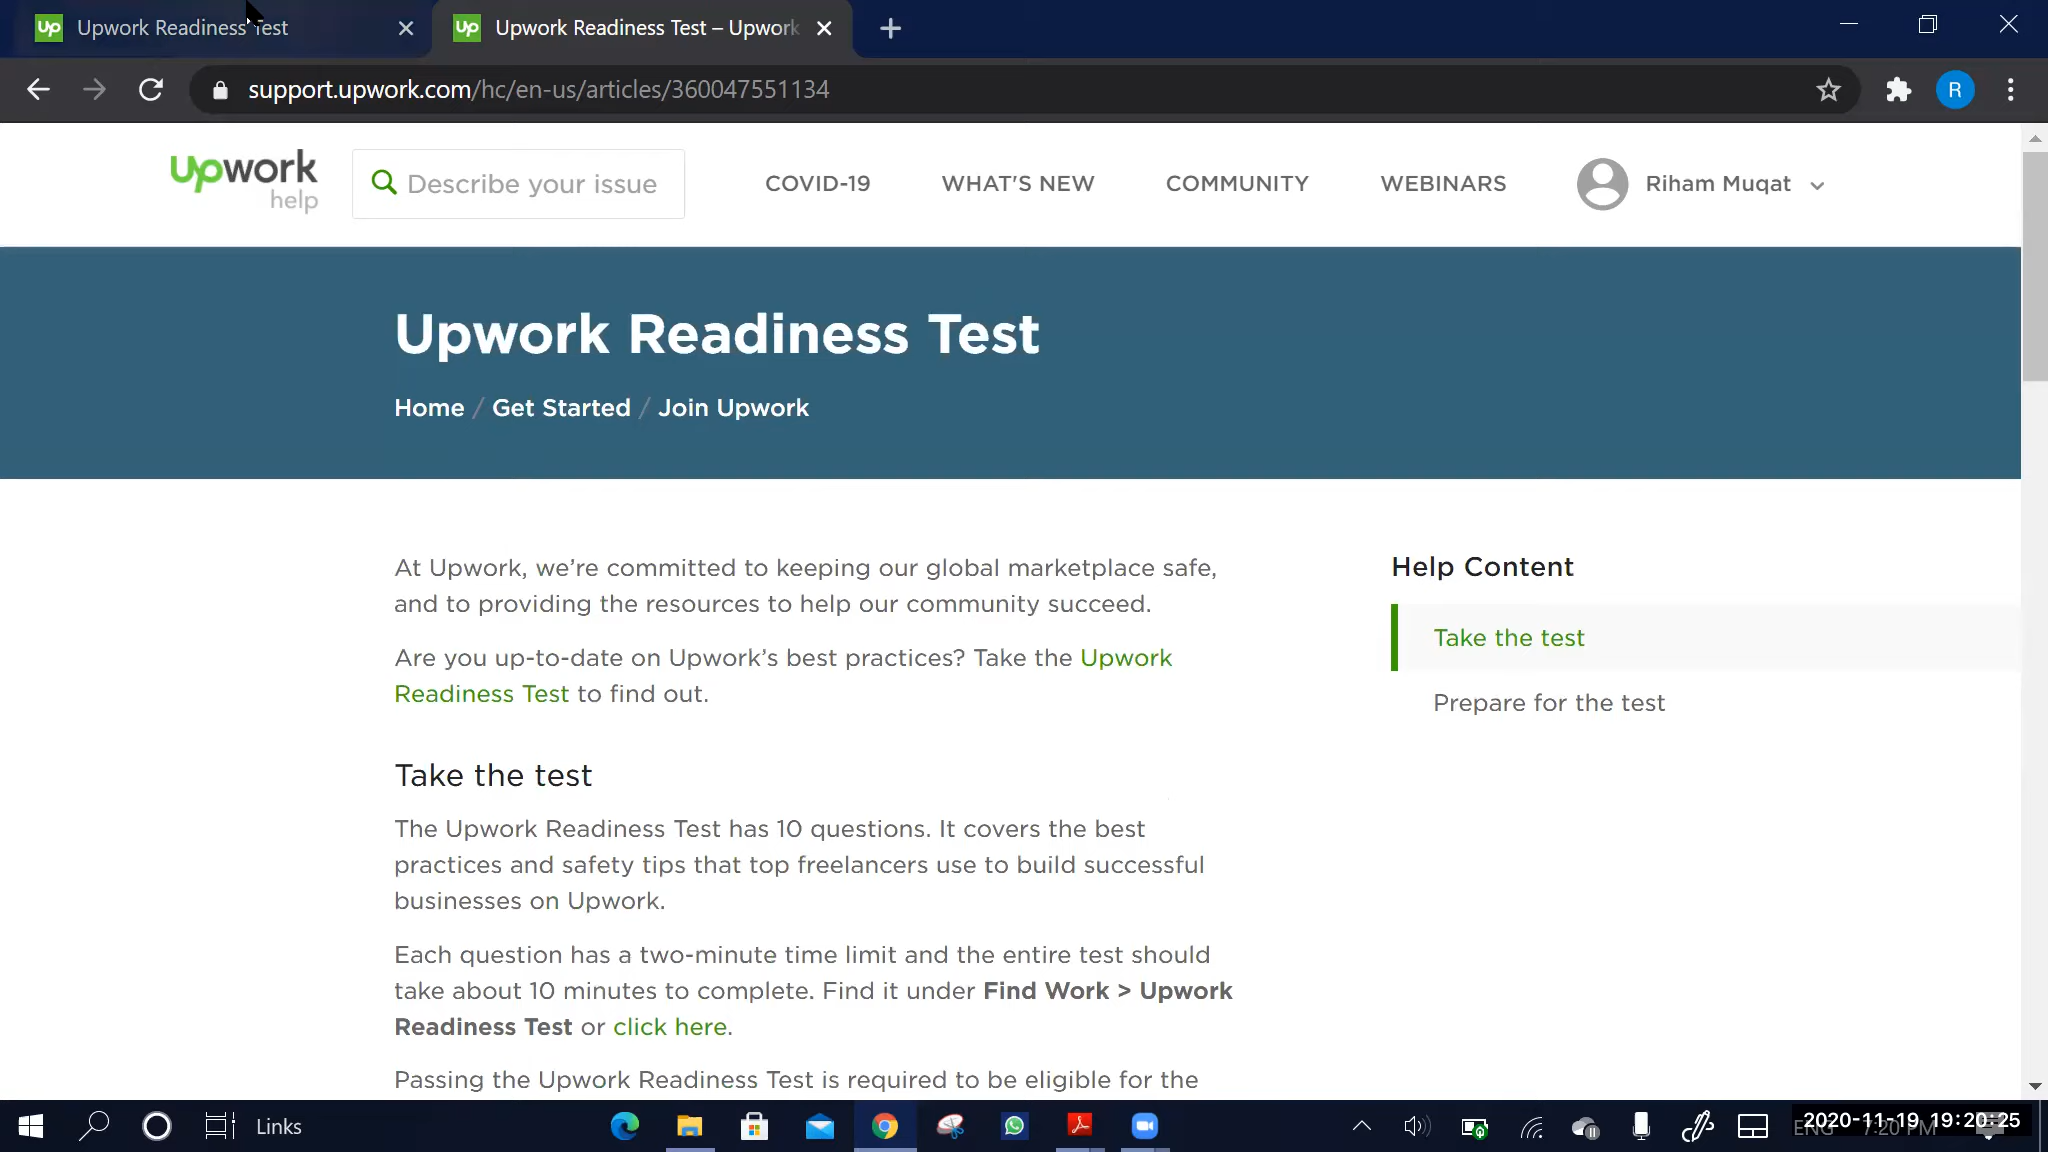 Upwork Readiness Test
Upwork Readiness Test – Upwork
support.upwork.com/hc/en-us/articles/360047551134
R
upwork
help
Describe your issue
COVID-19
WHAT'S NEW
COMMUNITY
WEBINARS
Riham Muqat
Upwork Readiness Test
Home / Get Started / Join Upwork
At Upwork, we’re committed to keeping our global marketplace safe,
and to providing the resources to help our community succeed.
Are you up-to-date on Upwork’s best practices? Take the Upwork
Readiness Test to find out.
Take the test
The Upwork Readiness Test has 10 questions. It covers the best
practices and safety tips that top freelancers use to build successful
businesses on Upwork.
Each question has a two-minute time limit and the entire test should
take about 10 minutes to complete. Find it under Find Work > Upwork
Readiness Test or click here.
Passing the Upwork Readiness Test is required to be eligible for the
Help Content
Take the test
Prepare for the test
Links
ENG
7:20 PM
2020-11-19 19:20:25